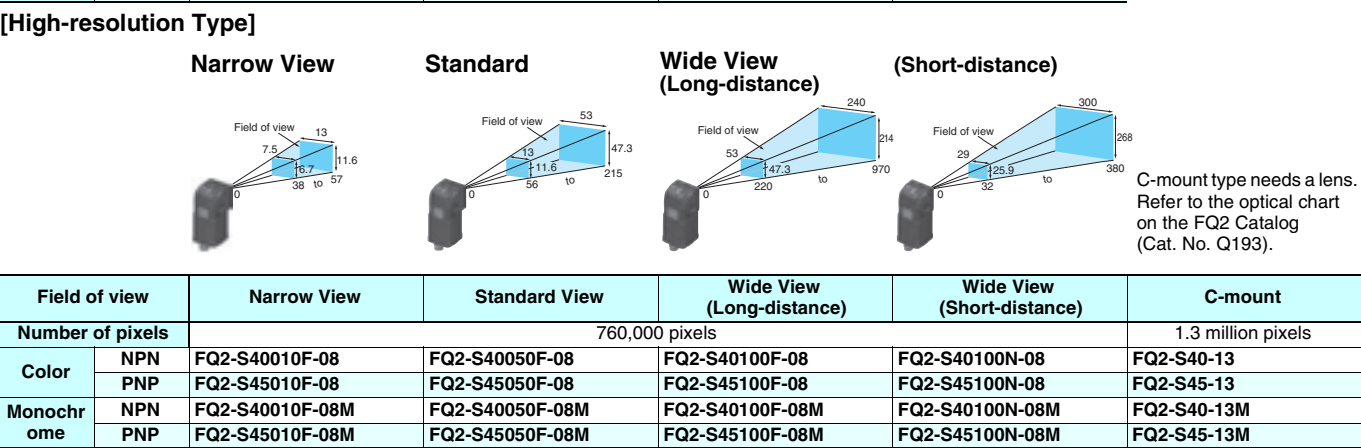 [High-resolution Type]
Narrow View
Standard
Wide View
(Long-distance)
(Short-distance)
Field of view
13
7.5
6.7
11.6
0
38 to 57
Field of view
53
13
11.6
47.3
0
56
215
Field of view
240
53
47.3
214
0
220
to
970
Field of view
300
29
25.9
268
0
32
to
380
C-mount type needs a lens.
Refer to the optical chart
on the FQ2 Catalog
(Cat. No. Q193).
Field of view Narrow View Standard View Wide View (Long-distance) Wide View (Short-distance) C-mount
Number of pixels 760,000 pixels 1.3 million pixels
Color NPN FQ2-S40010F-08 FQ2-S40050F-08 FQ2-S40100F-08 FQ2-S40100N-08 FQ2-S40-13
PNP FQ2-S45010F-08 FQ2-S45050F-08 FQ2-S45100F-08 FQ2-S45100N-08 FQ2-S45-13
Monochr
ome
NPN FQ2-S40010F-08M FQ2-S40050F-08M FQ2-S40100F-08M FQ2-S40100N-08M FQ2-S40-13M
PNP FQ2-S45010F-08M FQ2-S45050F-08M FQ2-S45100F-08M FQ2-S45100N-08M FQ2-S45-13M